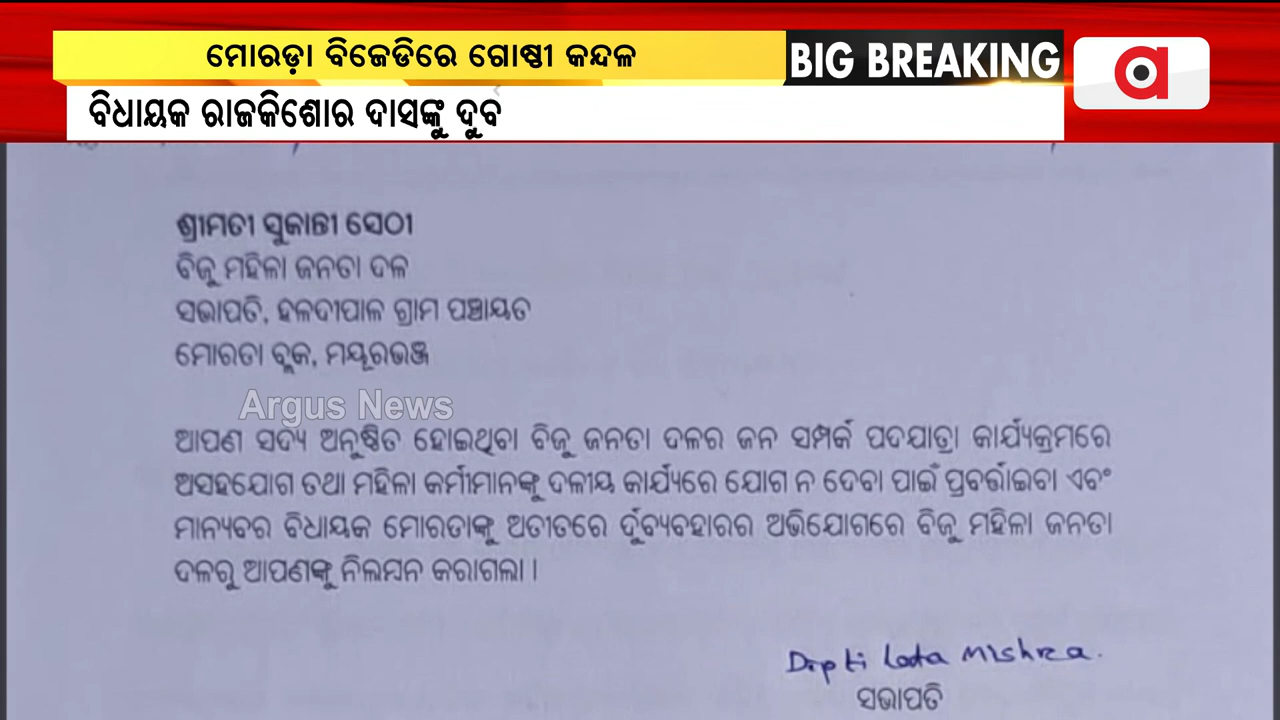 ମୋରଡ଼ା ବିଜେଡିରେ ଗୋଷ୍ଠୀ କନ୍ଦଳ
BIG BREAKING
ବିଧାୟକ ରାଜକିଶୋର ଦାସଙ୍କୁ ଦୁବ
ଶ୍ରୀମତୀ ସୁକାନ୍ତୀ ସେଠୀ
ବିଜୁ ମହିଳା ଜନତା ଦଳ
ସଭାପତି, ହଳଦୀପାଳ ଗ୍ରାମ ପଞ୍ଚାୟତ
ମୋରଡା ବ୍ଲକ, ମୟୂରଭଞ୍ଜ
Argus News
ଆପଣ ସଦ୍ୟ ଅନୁଷ୍ଠିତ ହୋଇଥିବା ବିଜୁ ଜନତା ଦଳର ଜନ ସମ୍ପର୍କ ପଦଯାତ୍ରା କାର୍ଯ୍ୟକ୍ରମରେ
ଅସହଯୋଗ ତଥା ମହିଳା କର୍ମୀମାନଙ୍କୁ ଦଳୀୟ କାର୍ଯ୍ୟରେ ଯୋଗ ନ ଦେବା ପାଇଁ ପ୍ରବର୍ତ୍ତାଇବା ଏବଂ
ମାନ୍ୟବର ବିଧାୟକ ମୋରଡାଙ୍କୁ ଅତୀତରେ ଦୁର୍ବ୍ୟବହାରର ଅଭିଯୋଗରେ ବିଜୁ ମହିଳା ଜନତା
ଦଳରୁ ଆପଣଙ୍କୁ ନିଲମ୍ବନ କରାଗଲା ।
Dipti Lata Mishra.
ସଭାପତି